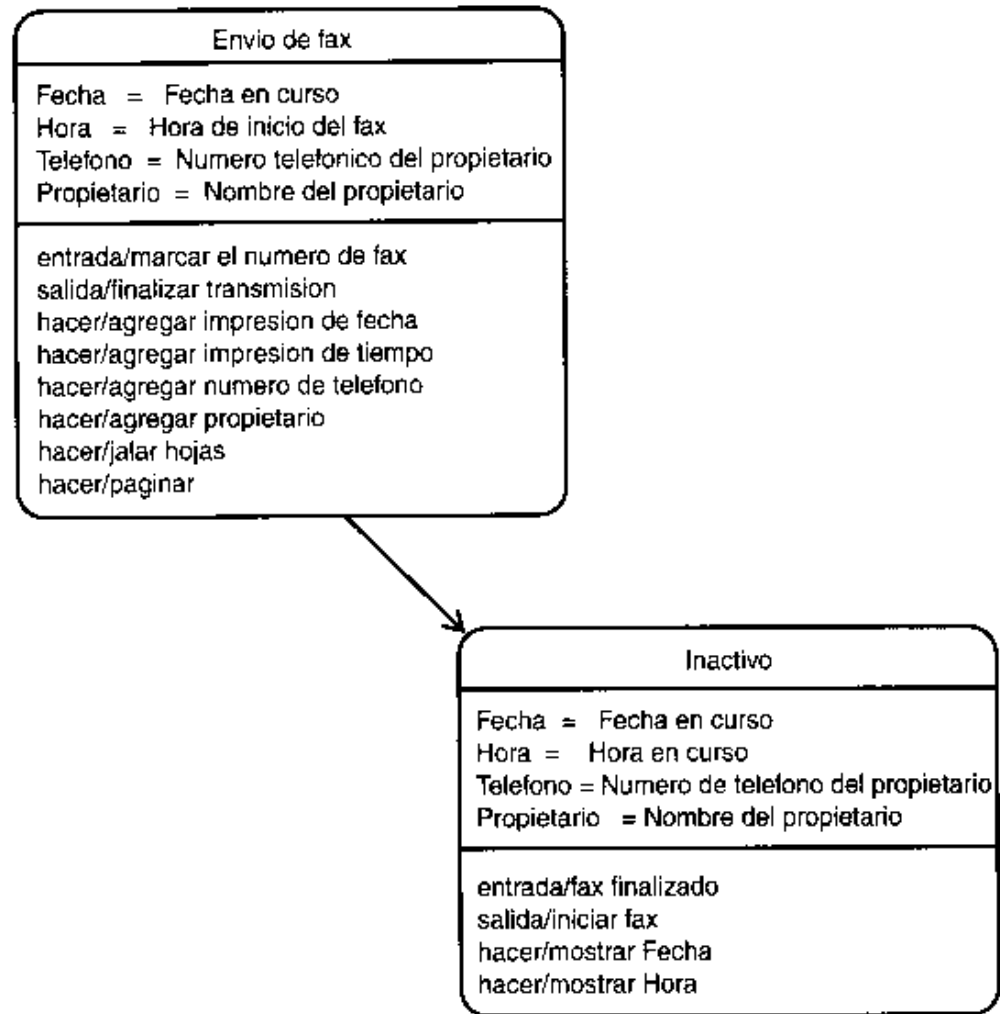 Envio de fax
Fecha = Fecha en curso
Hora = Hora de inicio del fax
Telefono = Numero telefonico del propietario
Propietario = Nombre del propietario
entrada/marcar el numero de fax
salida/finalizar transmision
hacer/agregar impresion de fecha
hacer/agregar impresion de tiempo
hacer/agregar numero de telefono
hacer/agregar propietario
hacer/jalar hojas
hacer/paginar
Inactivo
Fecha = Fecha en curso
Hora = Hora en curso
Telefono = Numero de telefono del propietario
Propietario = Nombre del propietario
entrada/fax finalizado
salida/iniciar fax
hacer/mostrar Fecha
hacer/mostrar Hora